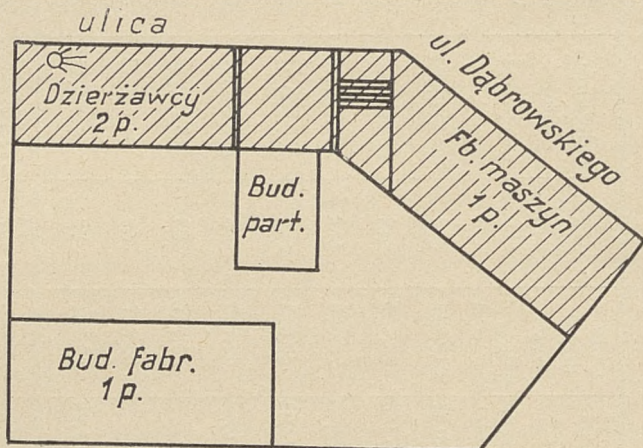 ulica
ul. Dąbrowskiego
Dzierżawcy
2 p.
Fb. maszyn
1 p.
Bud.
part.
Bud. fabr.
1 p.